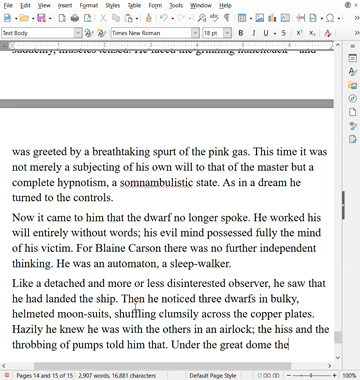 File Edit View Insert Format Styles Table Form Tools Window Help
Text Body Times New Roman 18 pt
was greeted by a breathtaking spurt of the pink gas. This time it was
not merely a subjecting of his own will to that of the master but a
complete hypnotism, a somnambulistic state. As in a dream he
turned to the controls.
Now it came to him that the dwarf no longer spoke. He worked his
will entirely without words; his evil mind possessed fully the mind
of his victim. For Blaine Carson there was no further independent
thinking. He was an automaton, a sleep-walker.
Like a detached and more or less disinterested observer, he saw that
he had landed the ship. Then he noticed three dwarfs in bulky,
helmeted moon-suits, shuffling clumsily across the copper plates.
Hazily he knew he was with the others in an airlock; the hiss and the
throbbing of pumps told him that. Under the great dome the
Pages 14 and 15 of 15 2,907 words, 16,881 characters Default Page Style 100%